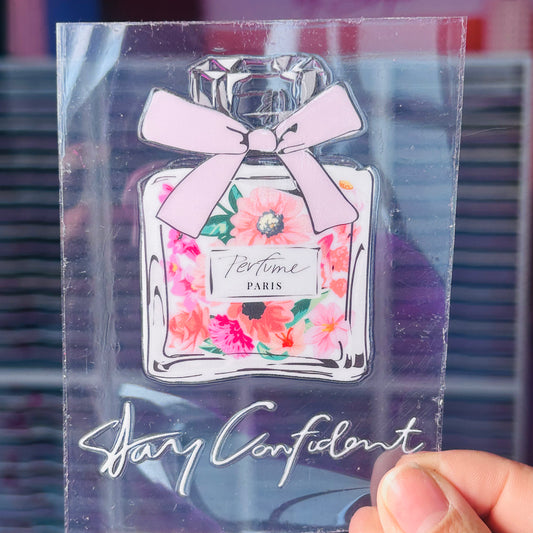 Perfume
PARIS
Stay Confident